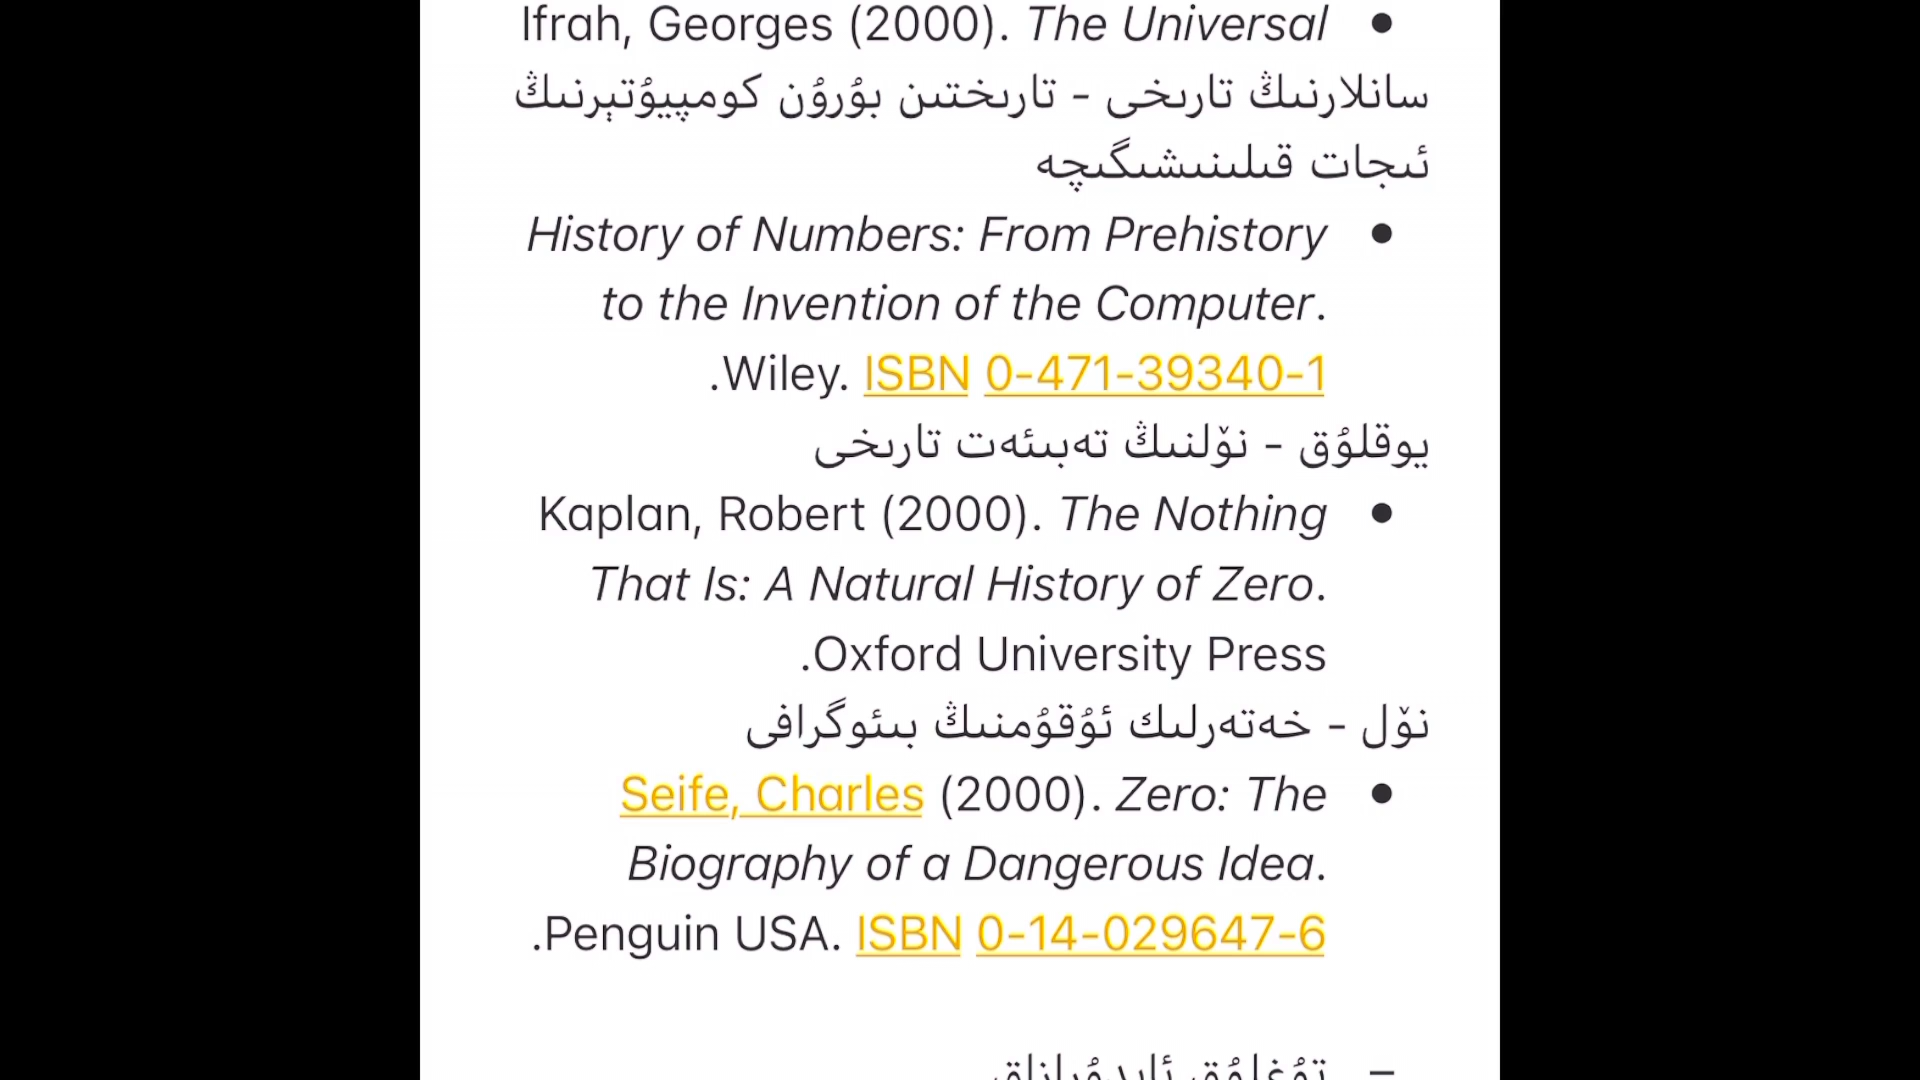 • Ifrah, Georges (2000). The Universal
سانلارنىڭ تارىخى - تارىختىن بۇرۇن كومپيۇتېرنىڭ
ئىجات قىلىنىشىگىچە
• History of Numbers: From Prehistory
to the Invention of the Computer.
Wiley. ISBN 0-471-39340-1.
يوقلۇق - نۆلنىڭ تەبىئەت تارىخى
• Kaplan, Robert (2000). The Nothing
That Is: A Natural History of Zero.
Oxford University Press.
نۆل - خەتەرلىك ئۇقۇمنىڭ بىئوگرافى
• Seife, Charles (2000). Zero: The
Biography of a Dangerous Idea.
Penguin USA. ISBN 0-14-029647-6.